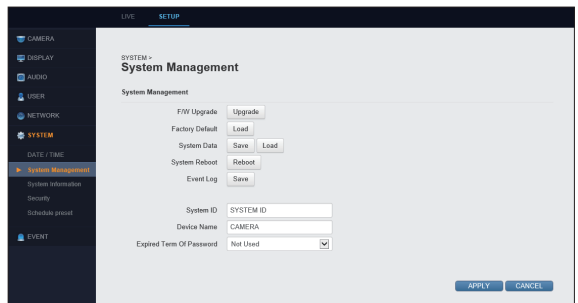 LIVE SETUP
CAMERA
DISPLAY
AUDIO
USER
NETWORK
SYSTEM
DATE / TIME
System Management
System Information
Security
Schedule preset
EVENT
SYSTEM >
System Management
System Management
F/W Upgrade Upgrade
Factory Default Load
System Data Save Load
System Reboot Reboot
Event Log Save
System ID SYSTEM ID
Device Name CAMERA
Expired Term Of Password Not Used
APPLY CANCEL